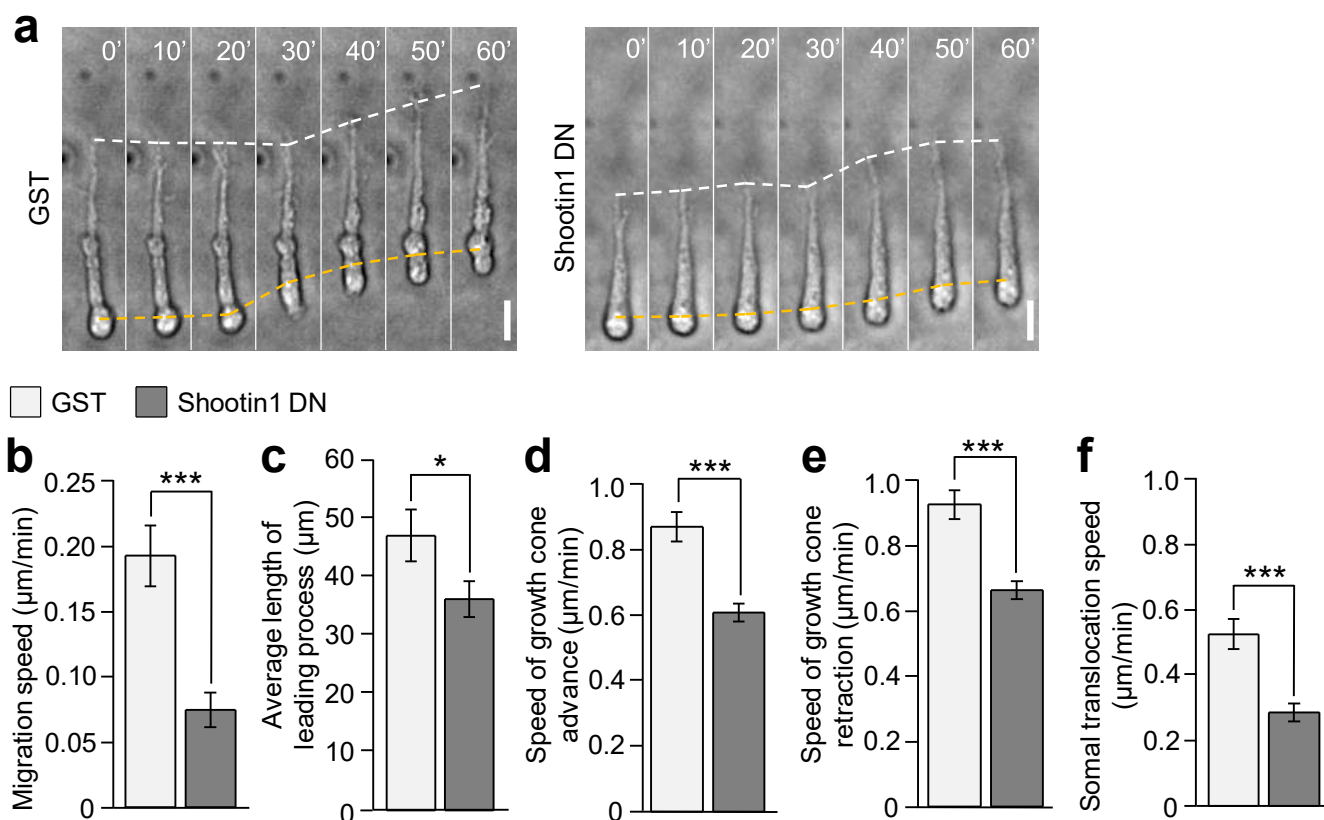 a
0' 10' 20' 30' 40' 50' 60'
GST
0' 10' 20' 30' 40' 50' 60'
Shootin1 DN
GST Shootin1 DN
b
Migration speed (μm/min)
0.25
0.20
0.15
0.10
0.05
0
***
c
Average length of
leading process (μm)
60
50
40
30
20
10
0
*
d
Speed of growth cone
advance (μm/min)
1.0
0.8
0.6
0.4
0.2
0
***
e
Speed of growth cone
retraction (μm/min)
1.0
0.8
0.6
0.4
0.2
0
***
f
Somal translocation speed
(μm/min)
1.0
0.8
0.6
0.4
0.2
0
***